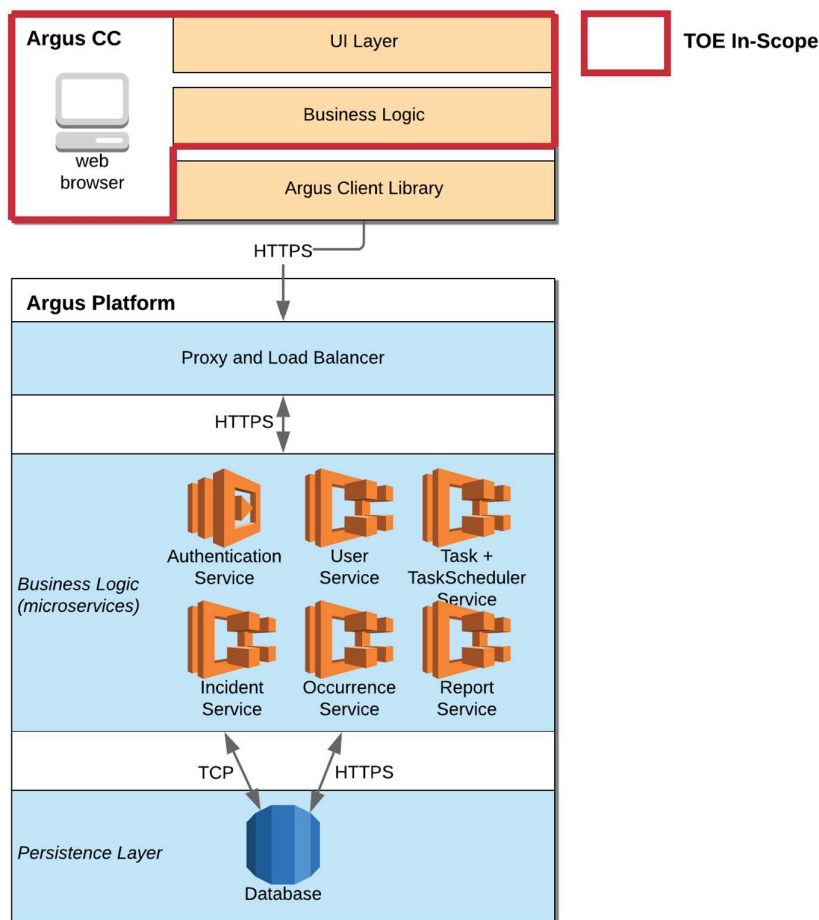 Argus CC
UI Layer
TOE In-Scope
Business Logic
web
browser
Argus Client Library
HTTPS
Argus Platform
Proxy and Load Balancer
HTTPS
Authentication
Service
User
Service
Task +
TaskScheduler
Service
Business Logic
(microservices)
Incident
Service
Occurrence
Service
Report
Service
TCP
HTTPS
Persistence Layer
Database